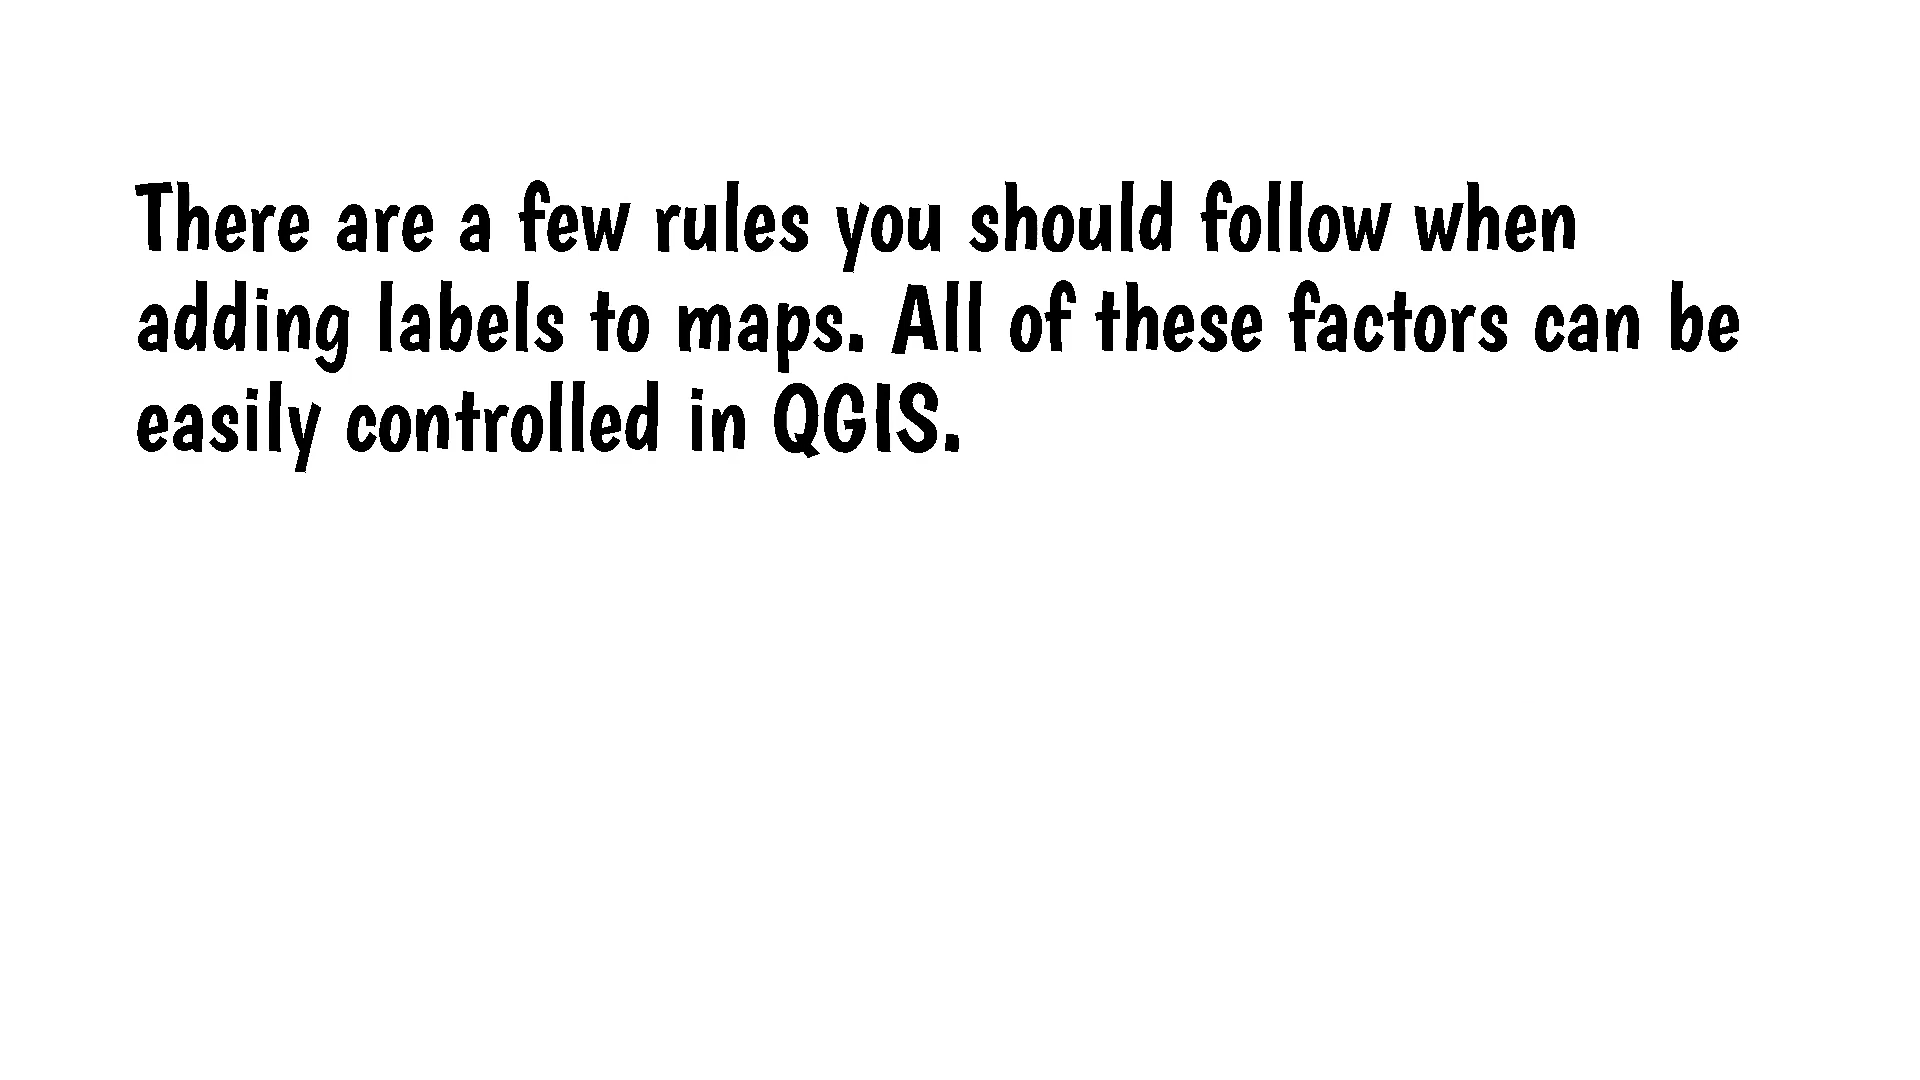 There are a few rules you should follow when
adding labels to maps. All of these factors can be
easily controlled in QGIS.